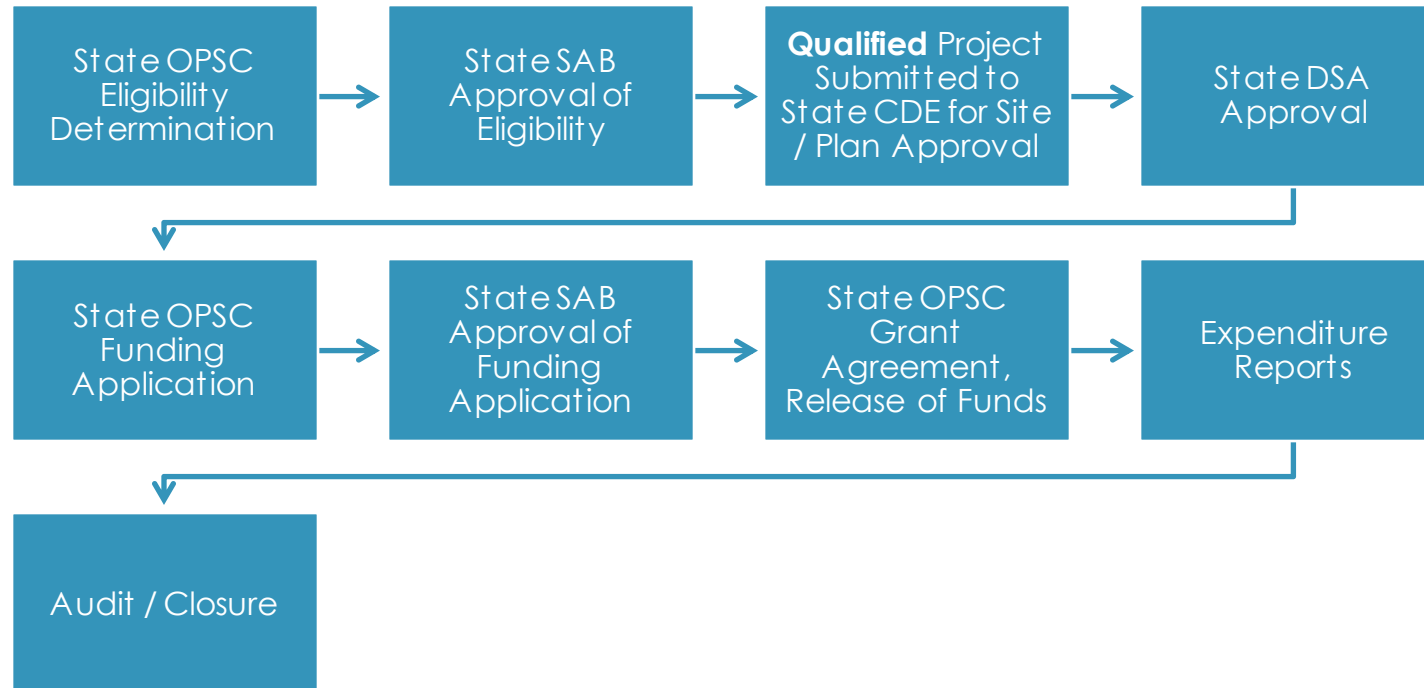 State OPSC
Eligibility
Determination
State SAB
Approval of
Eligibility
Qualified Project
Submitted to
State CDE for Site
/ Plan Approval
State DSA
Approval
State OPSC
Funding
Application
State SAB
Approval of
Funding
Application
State OPSC
Grant
Agreement,
Release of Funds
Expenditure
Reports
Audit / Closure